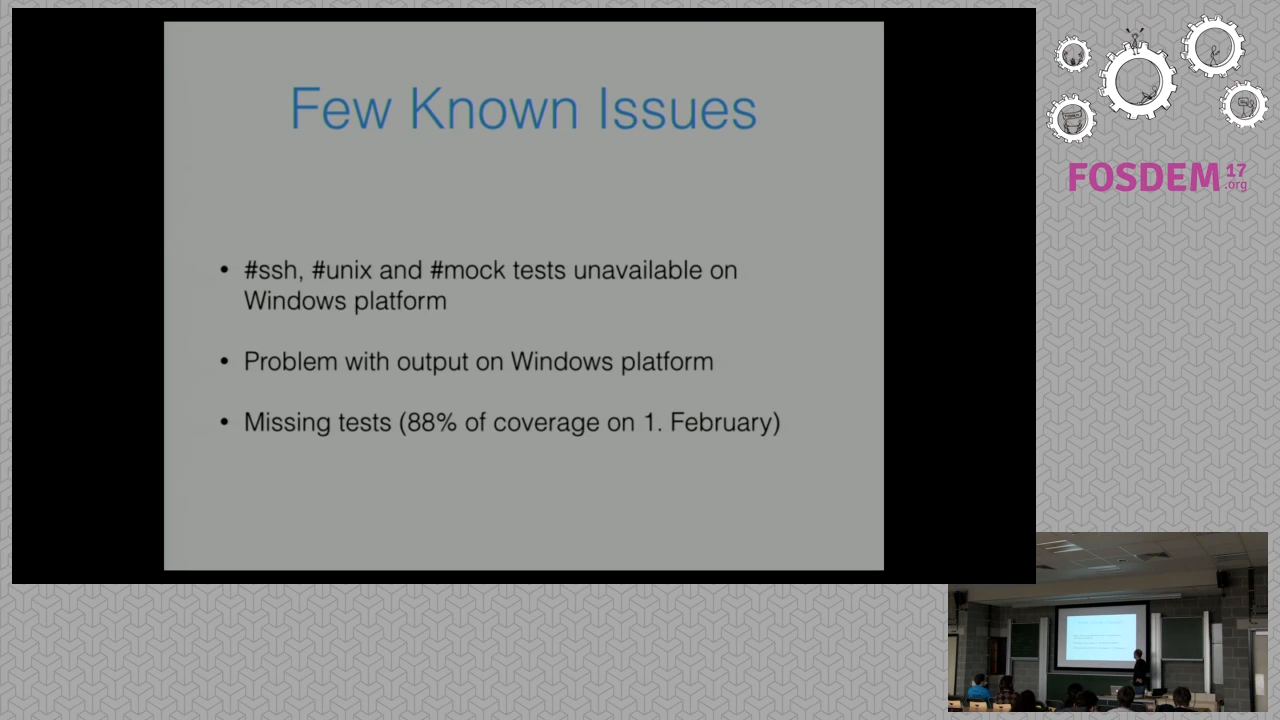 Few Known Issues
• #ssh, #unix and #mock tests unavailable on
Windows platform
• Problem with output on Windows platform
• Missing tests (88% of coverage on 1. February)
FOSDEM 17
.org